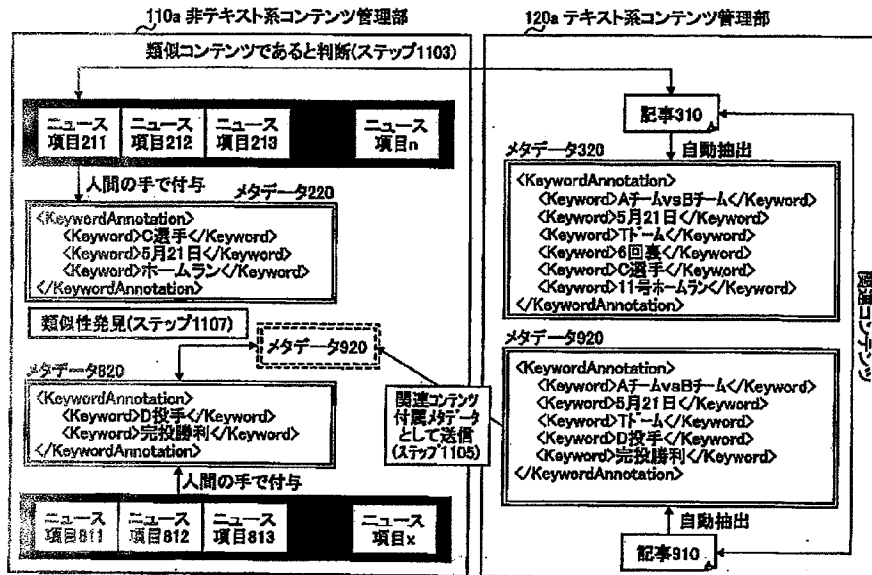 110a 非テキスト系コンテンツ管理部
類似コンテンツであると判断(ステップ1103)
ニュース
項目211
ニュース
項目212
ニュース
項目213
ニュース
項目n
人間の手で付与
メタデータ220
<KeywordAnnotation>
<Keyword>C選手</Keyword>
<Keyword>5月21日</Keyword>
<Keyword>ホームラン</Keyword>
</KeywordAnnotation>
類似性発見(ステップ1107)
メタデータ920
メタデータ820
<KeywordAnnotation>
<Keyword>D投手</Keyword>
<Keyword>完投勝利</Keyword>
</KeywordAnnotation>
人間の手で付与
ニュース
項目811
ニュース
項目812
ニュース
項目813
ニュース
項目x
関連コンテンツ
付属メタデータ
として送信
(ステップ1105)
120a テキスト系コンテンツ管理部
記事310
自動抽出
メタデータ320
<KeywordAnnotation>
<Keyword>AチームvsBチーム</Keyword>
<Keyword>5月21日</Keyword>
<Keyword>Tドーム</Keyword>
<Keyword>6回裏</Keyword>
<Keyword>C選手</Keyword>
<Keyword>11号ホームラン</Keyword>
</KeywordAnnotation>
メタデータ920
<KeywordAnnotation>
<Keyword>AチームvsBチーム</Keyword>
<Keyword>5月21日</Keyword>
<Keyword>Tドーム</Keyword>
<Keyword>D投手</Keyword>
<Keyword>完投勝利</Keyword>
</KeywordAnnotation>
自動抽出
記事910
関連コンテンツ